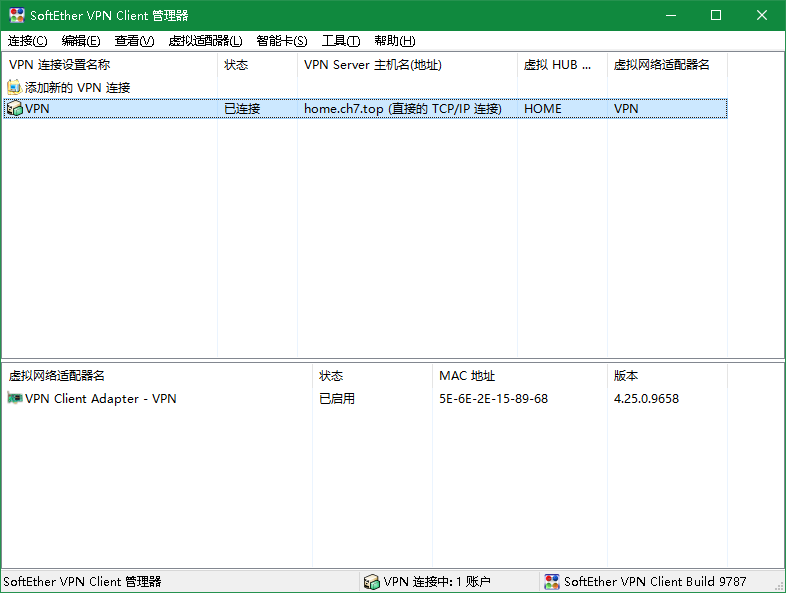 SoftEther VPN Client 管理器
连接(C) 编辑(E) 查看(V) 虚拟适配器(L) 智能卡(S) 工具(T) 帮助(H)
VPN 连接设置名称 状态 VPN Server 主机名(地址) 虚拟 HUB ... 虚拟网络适配器名
添加新的 VPN 连接
VPN 已连接 home.ch7.top (直接的 TCP/IP 连接) HOME VPN
虚拟网络适配器名 状态 MAC 地址 版本
VPN Client Adapter - VPN 已启用 5E-6E-2E-15-89-68 4.25.0.9658
SoftEther VPN Client 管理器 VPN 连接中: 1 账户 SoftEther VPN Client Build 9787